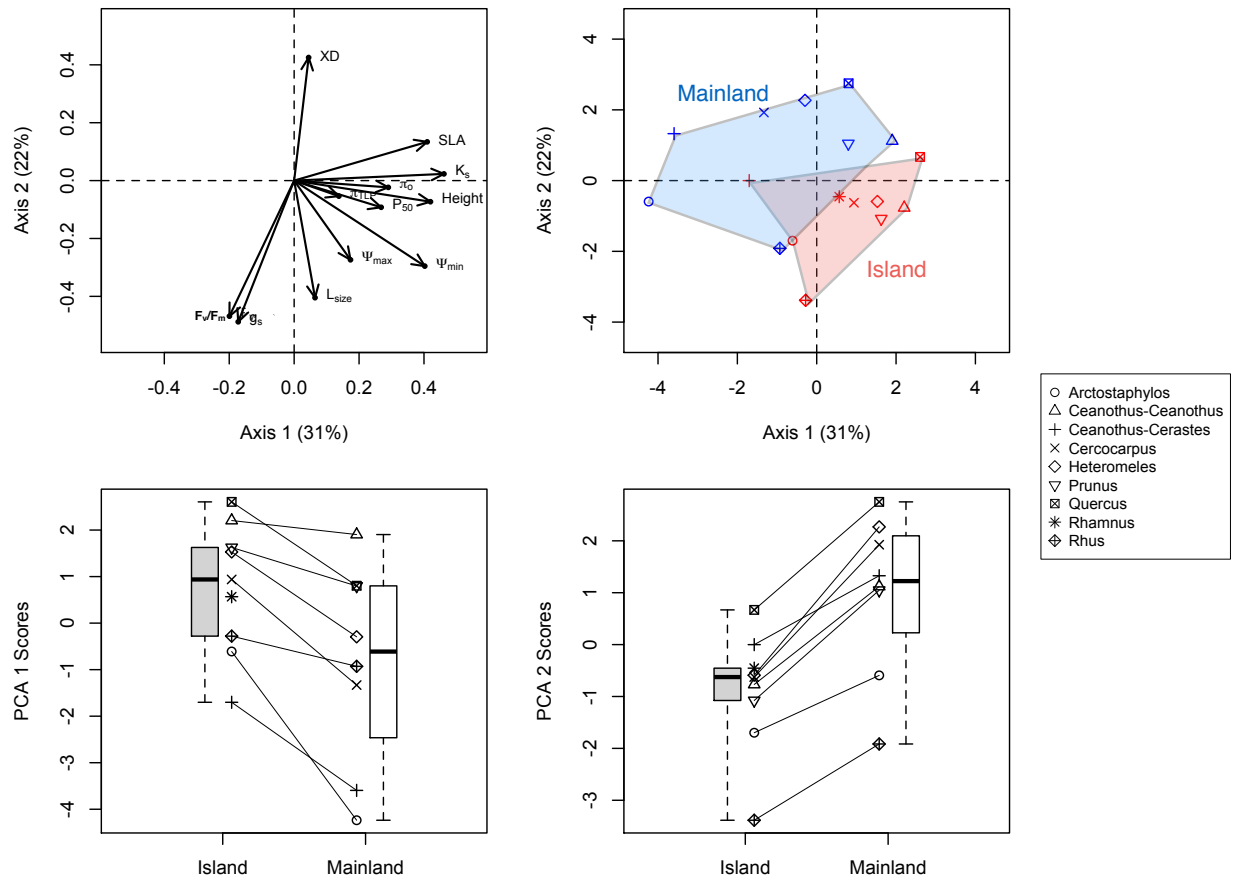 XD
SLA
Ks
πo
πTLP
Height
P50
Ψmax
Ψmin
Lsize
Fv/Fm
gs
0.4
0.2
0.0
-0.2
-0.4
-0.4 -0.2 0.0 0.2 0.4
Axis 2 (22%)
Axis 1 (31%)
Mainland
Island
4
2
0
-2
-4
-4 -2 0 2 4
Axis 2 (22%)
Axis 1 (31%)
Arctostaphylos
Ceanothus-Ceanothus
Ceanothus-Cerastes
Cercocarpus
Heteromeles
Prunus
Quercus
Rhamnus
Rhus
2
1
0
-1
-2
-3
-4
PCA 1 Scores
Island Mainland
2
1
0
-1
-2
-3
PCA 2 Scores
Island Mainland